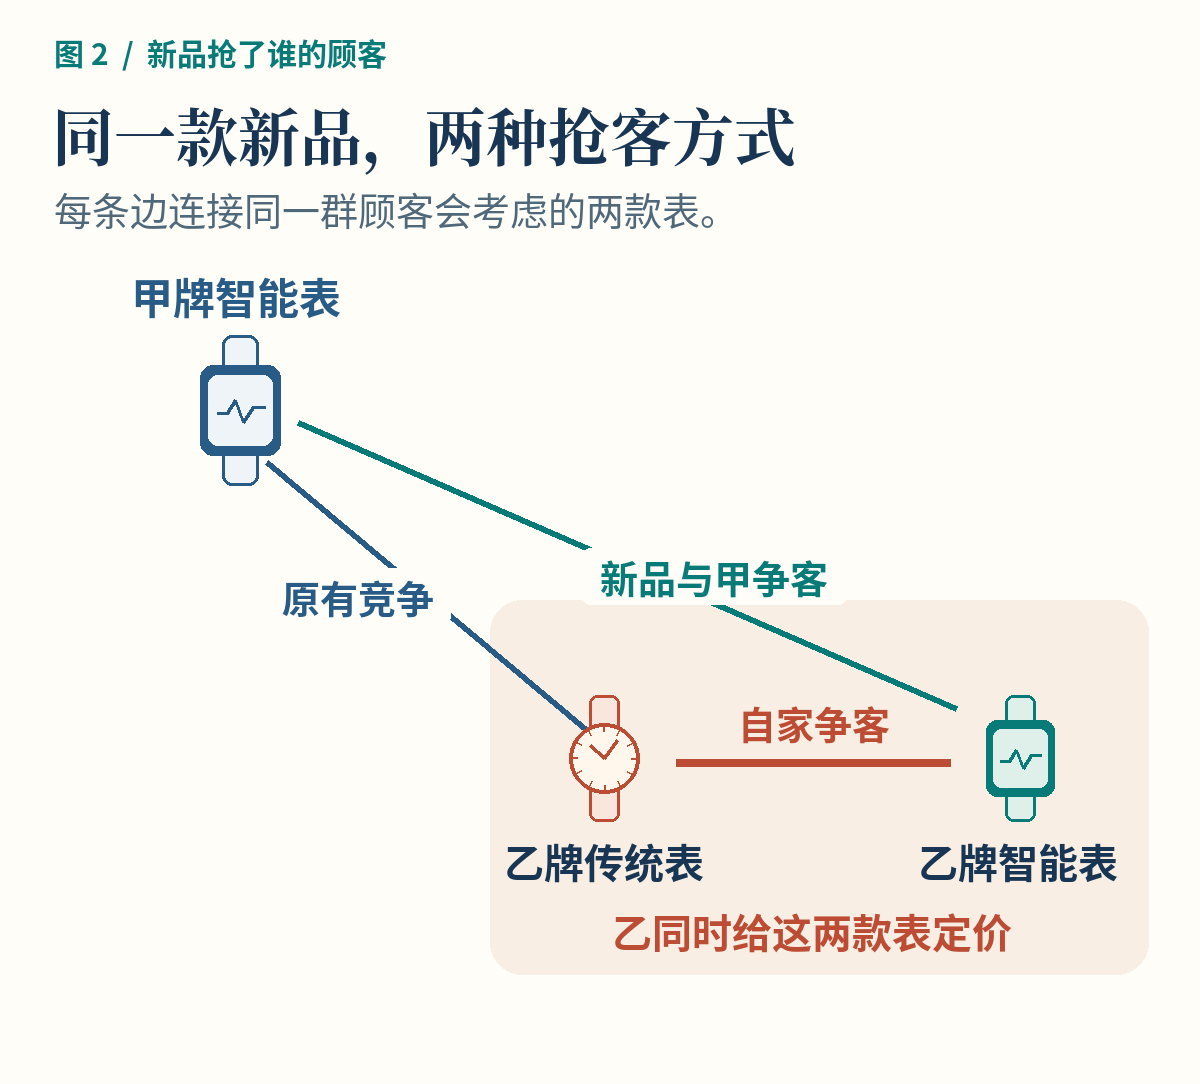 图 2 / 新品抢了谁的顾客
同一款新品，两种抢客方式
每条边连接同一群顾客会考虑的两款表。
甲牌智能表
新品与甲争客
原有竞争
自家争客
乙牌传统表
乙牌智能表
乙同时给这两款表定价